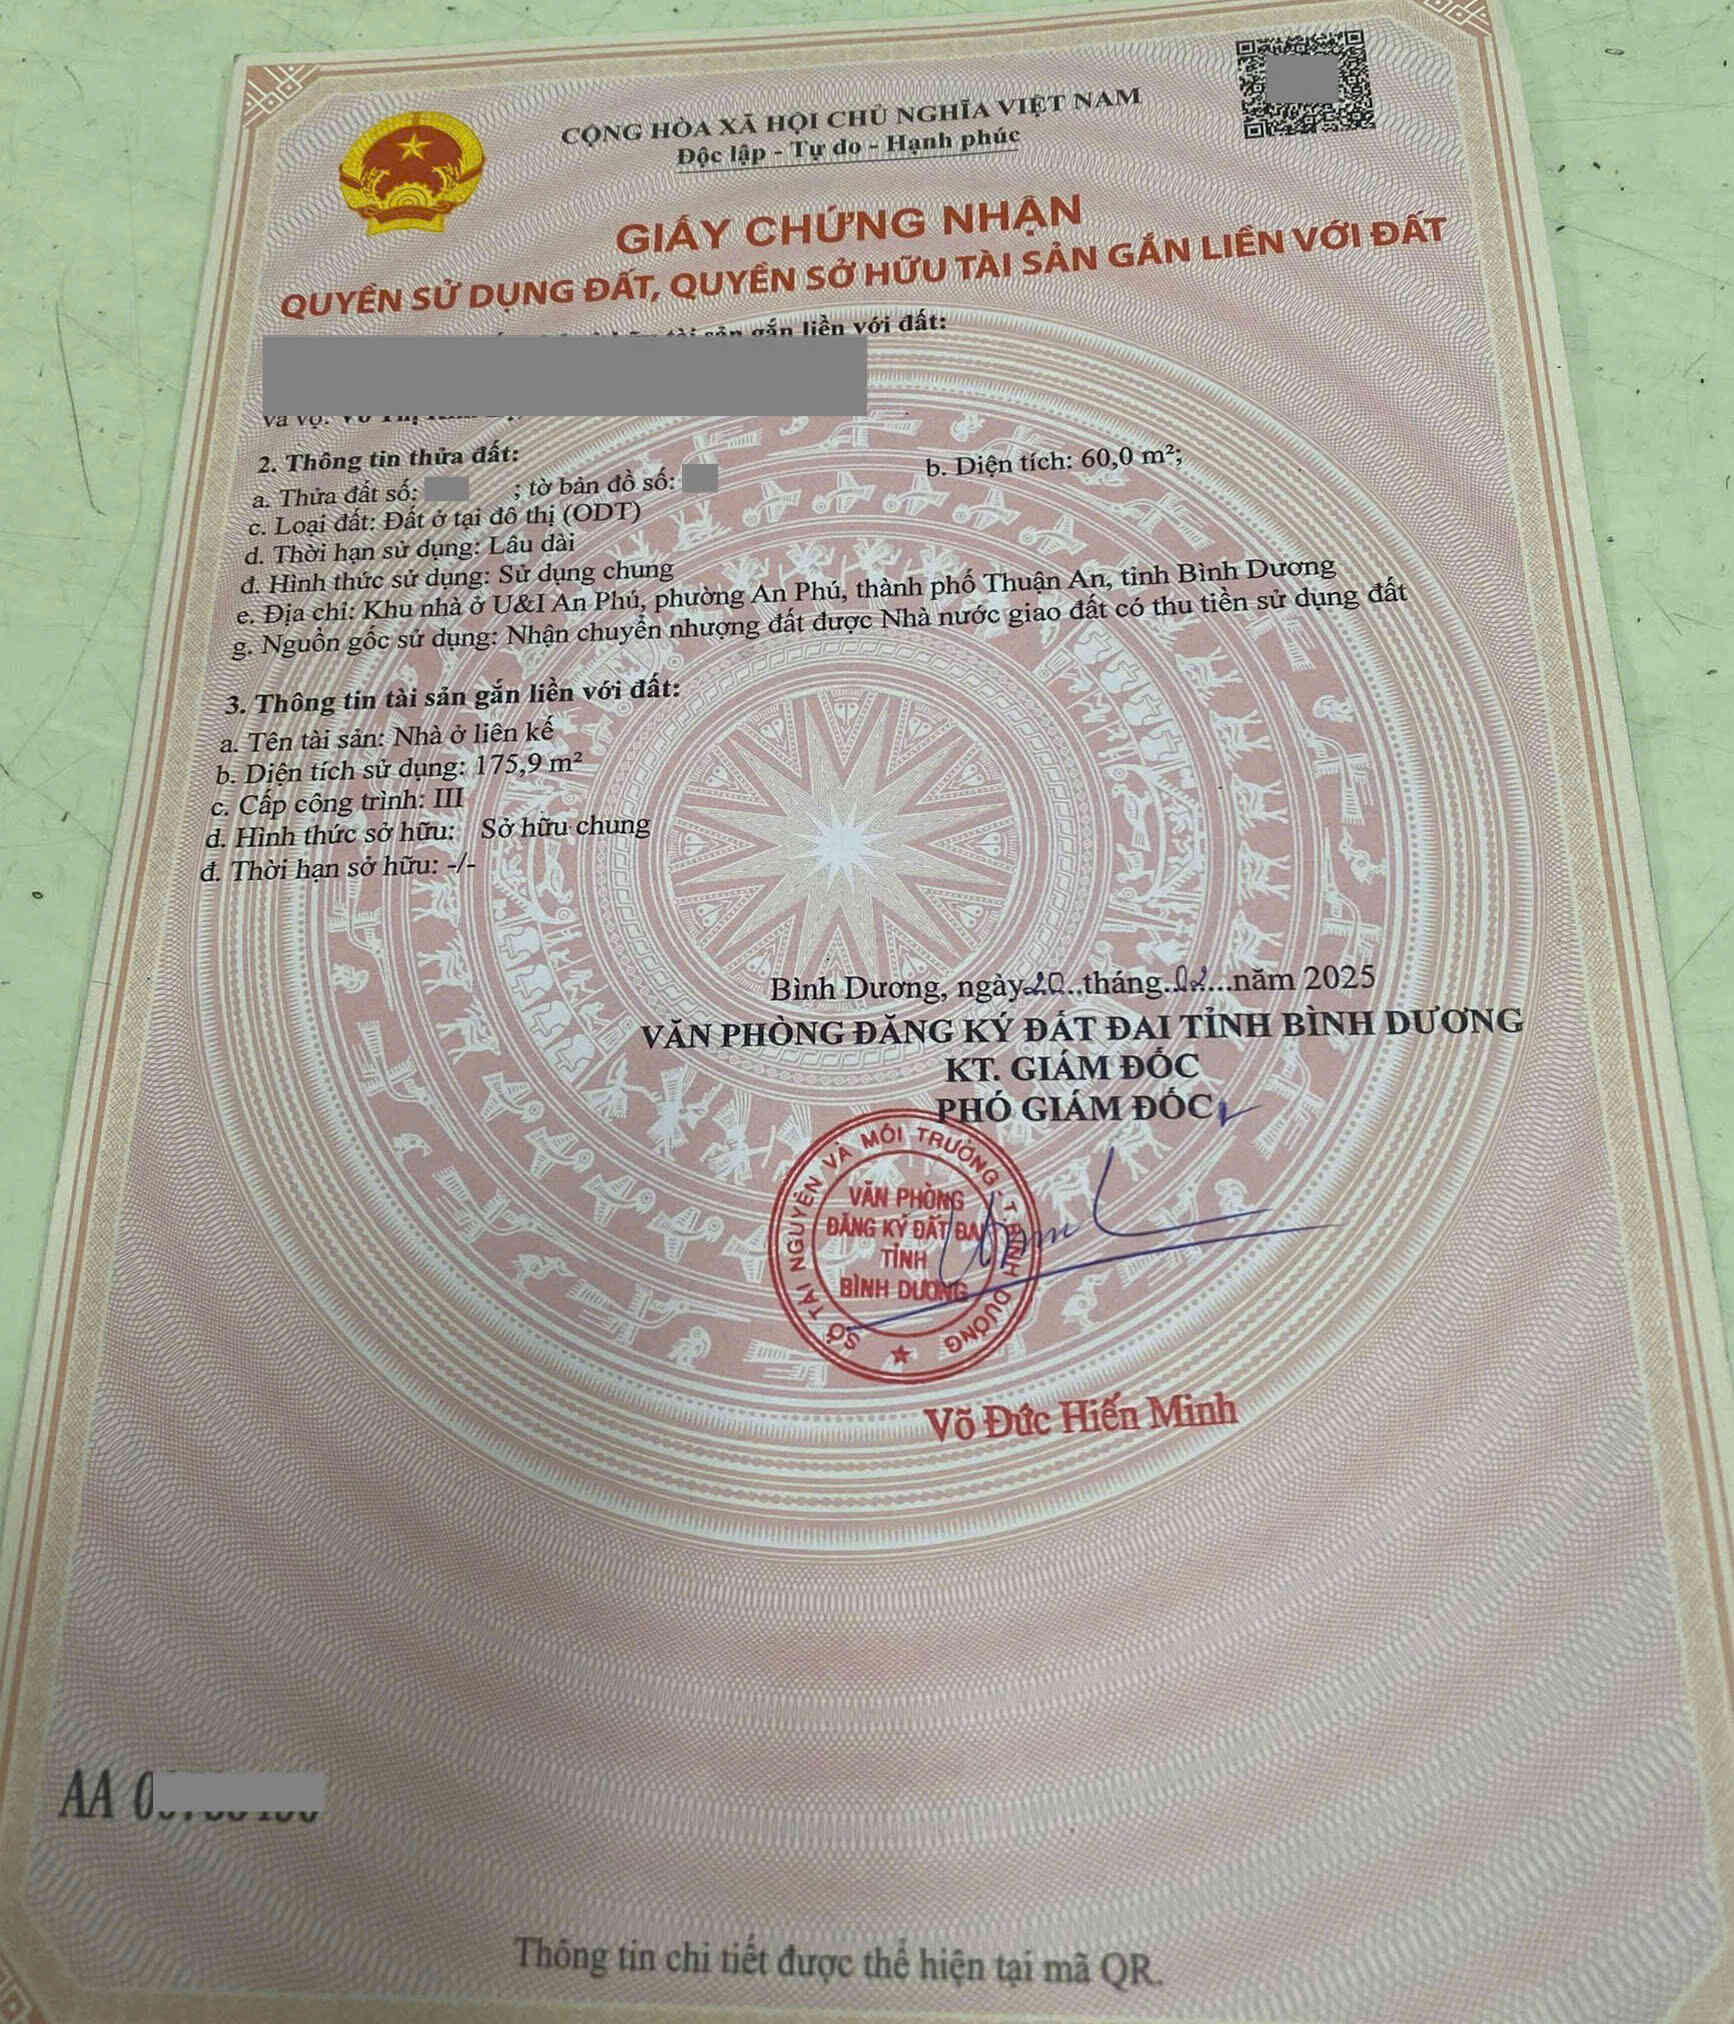 CỘNG HÒA XÃ HỘI CHỦ NGHĨA VIỆT NAM
Độc lập - Tự do - Hạnh phúc
GIẤY CHỨNG NHẬN
QUYỀN SỬ DỤNG ĐẤT, QUYỀN SỞ HỮU TÀI SẢN GẮN LIỀN VỚI ĐẤT
tài sản gắn liền với đất:
và vợ:
2. Thông tin thửa đất:
a. Thửa đất số: ; tờ bản đồ số: b. Diện tích: 60,0 m²;
c. Loại đất: Đất ở tại đô thị (ODT)
d. Thời hạn sử dụng: Lâu dài
đ. Hình thức sử dụng: Sử dụng chung
e. Địa chỉ: Khu nhà ở U&I An Phú, phường An Phú, thành phố Thuận An, tỉnh Bình Dương
g. Nguồn gốc sử dụng: Nhận chuyển nhượng đất được Nhà nước giao đất có thu tiền sử dụng đất
3. Thông tin tài sản gắn liền với đất:
a. Tên tài sản: Nhà ở liên kế
b. Diện tích sử dụng: 175,9 m²
c. Cấp công trình: III
d. Hình thức sở hữu: Sở hữu chung
đ. Thời hạn sở hữu: -/-
Bình Dương, ngày 20..tháng.02...năm 2025
VĂN PHÒNG ĐĂNG KÝ ĐẤT ĐAI TỈNH BÌNH DƯƠNG
KT. GIÁM ĐỐC
PHÓ GIÁM ĐỐC
SỞ TÀI NGUYÊN VÀ MÔI TRƯỜNG T. BÌNH DƯƠNG
VĂN PHÒNG
ĐĂNG KÝ ĐẤT ĐAI
TỈNH
BÌNH DƯƠNG
Võ Đức Hiến Minh
AA 0
Thông tin chi tiết được thể hiện tại mã QR.